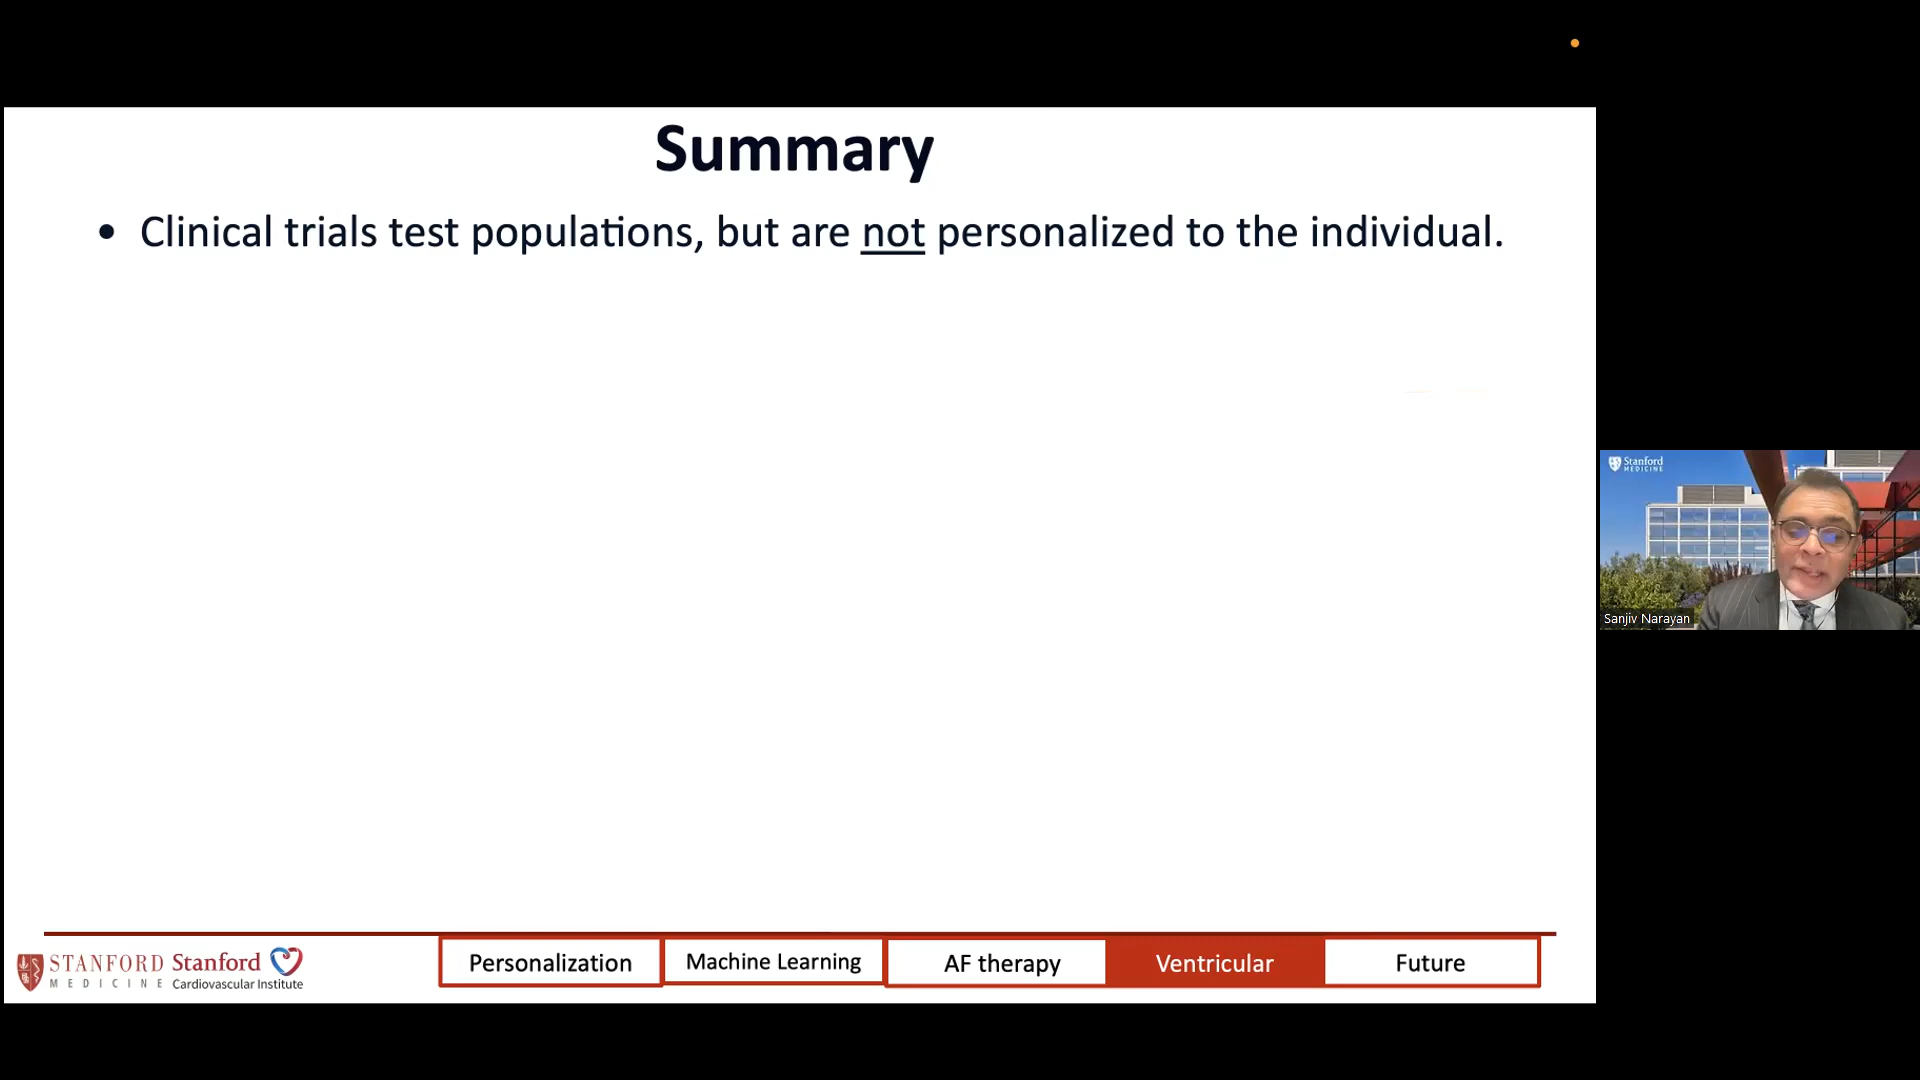 Summary
• Clinical trials test populations, but are not personalized to the individual.
Stanford
MEDICINE
Sanjiv Narayan
STANFORD
MEDICINE
Stanford
Cardiovascular Institute
Personalization
Machine Learning
AF therapy
Ventricular
Future